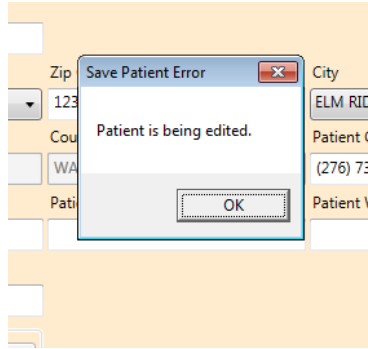 Zip
Save Patient Error
City
123
ELM RID
Patient is being edited.
Cou
Patient
WA
(276) 73
OK
Pati
Patient